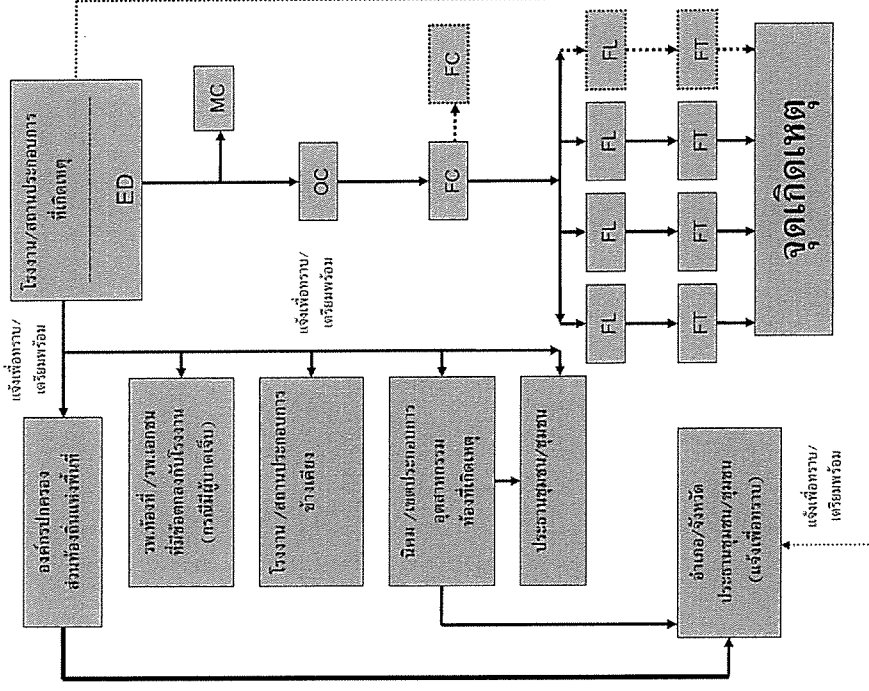 โรงงาน/สถานประกอบการ
ที่เกิดเหตุ
ED
MC
OC
FC
FC
FL
FL
FL
FL
FT
FT
FT
FT
จุดเกิดเหตุ
แจ้งเพื่อทราบ/
เตรียมพร้อม
แจ้งเพื่อทราบ/
เตรียมพร้อม
องค์กรปกครอง
ส่วนท้องถิ่นแห่งพื้นที่
รพ.ท้องที่ /รพ.เอกชน
ที่มีข้อตกลงกับโรงงาน
(กรณีมีผู้บาดเจ็บ)
โรงงาน /สถานประกอบการ
ข้างเคียง
นิคม /เขตประกอบการ
อุตสาหกรรม
ท้องที่เกิดเหตุ
ประธานชุมชน/ชุมชน
อำเภอ/จังหวัด
ประธานชุมชน/ชุมชน
(แจ้งเพื่อทราบ)
แจ้งเพื่อทราบ/
เตรียมพร้อม